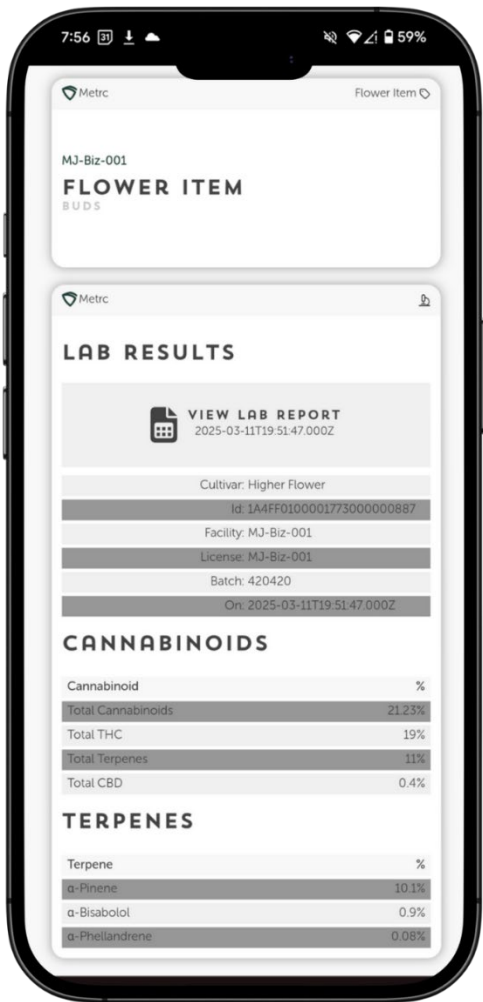 7:56 31 59%
Metrc Flower Item
MJ-Biz-001
FLOWER ITEM
BUDS
Metrc
LAB RESULTS
VIEW LAB REPORT
2025-03-11T19:51:47.000Z
Cultivar: Higher Flower
Id: 1A4FF0100001773000000887
Facility: MJ-Biz-001
License: MJ-Biz-001
Batch: 420420
On: 2025-03-11T19:51:47.000Z
CANNABINOIDS
Cannabinoid %
Total Cannabinoids 21.23%
Total THC 19%
Total Terpenes 11%
Total CBD 0.4%
TERPENES
Terpene %
α-Pinene 10.1%
α-Bisabolol 0.9%
α-Phellandrene 0.08%